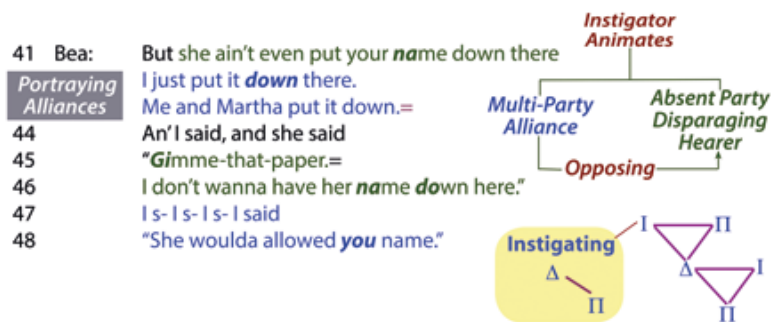 41 Bea: But she ain't even put your name down there
Portraying
Alliances
I just put it down there.
Me and Martha put it down.=
44 An' I said, and she said
45 "Gimme-that-paper.=
46 I don't wanna have her name down here."
47 I s- I s- I s- I said
48 "She woulda allowed you name."
Instigator
Animates
Multi-Party
Alliance
Absent Party
Disparaging
Hearer
Opposing
Instigating
Δ
Π
Ι Π
Δ Ι
Π